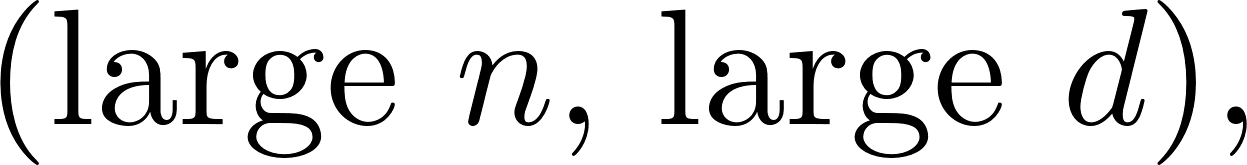 (large n, large d),